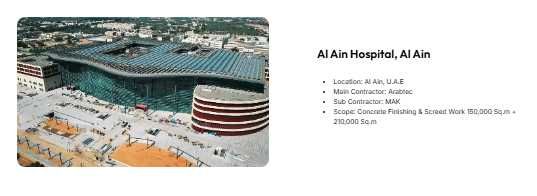 Al Ain Hospital, Al Ain
• Location: Al Ain, U.A.E
• Main Contractor: Arabtec
• Sub Contractor: MAK
• Scope: Concrete Finishing & Screed Work 150,000 Sq.m +
210,000 Sq.m